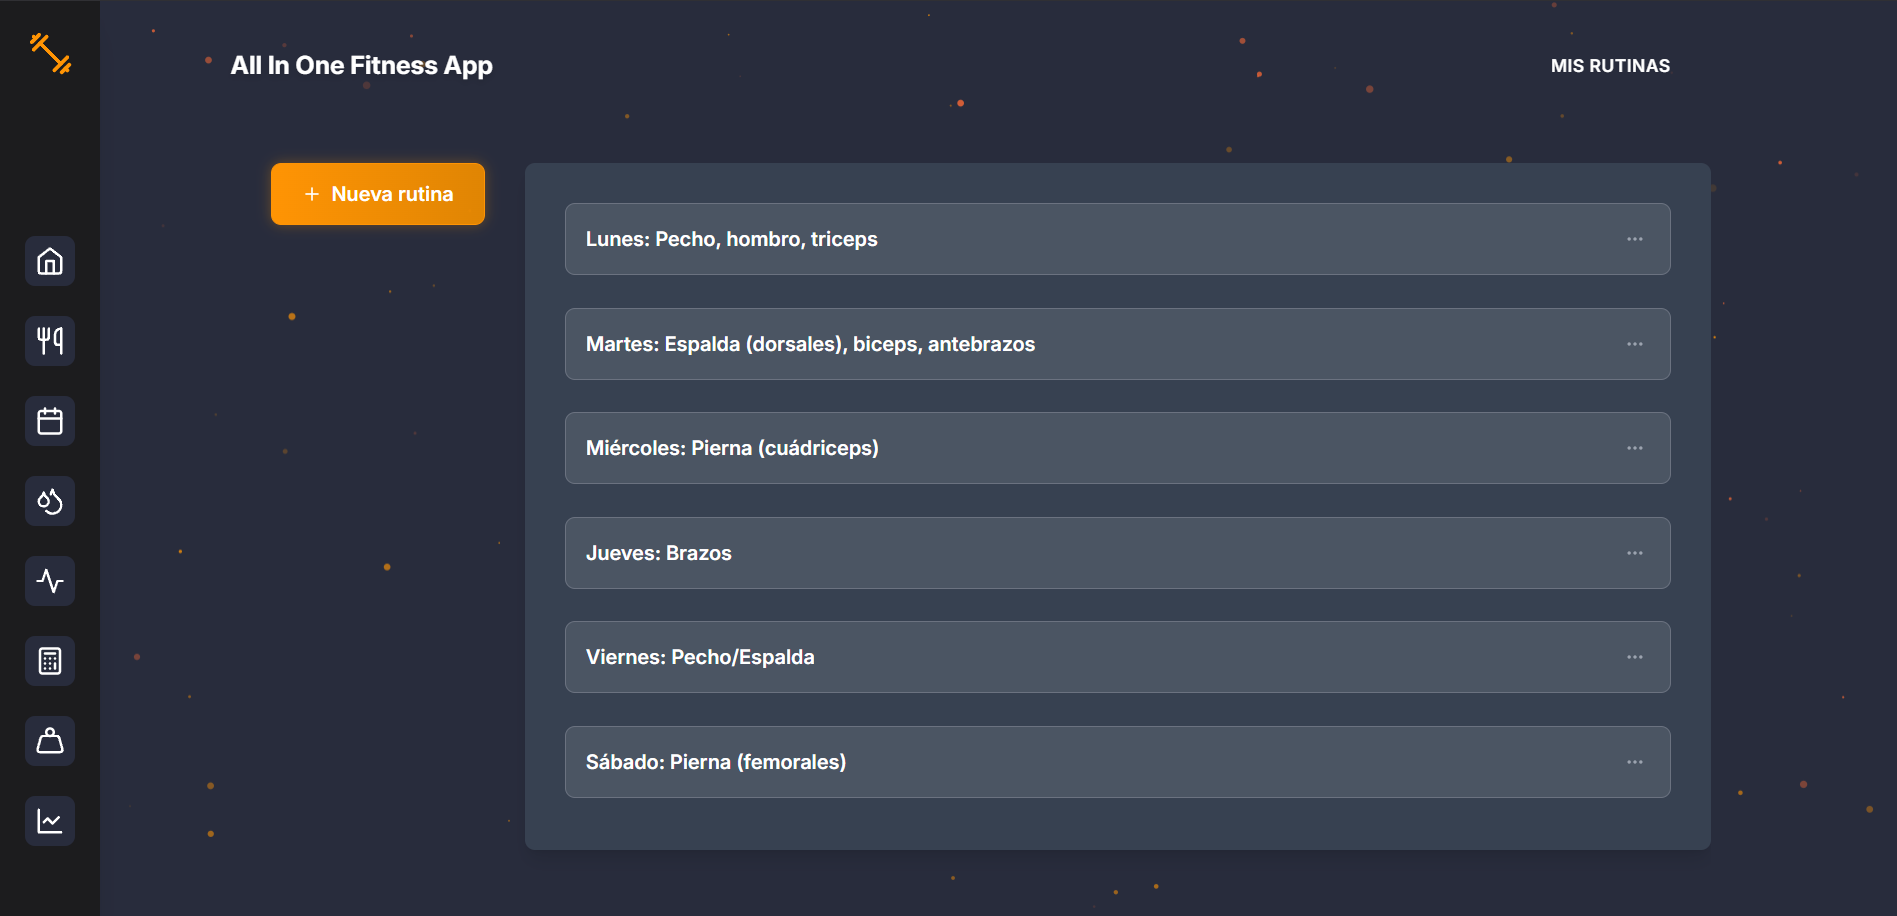 All In One Fitness App
MIS RUTINAS
+ Nueva rutina
Lunes: Pecho, hombro, triceps
Martes: Espalda (dorsales), biceps, antebrazos
Miércoles: Pierna (cuádriceps)
Jueves: Brazos
Viernes: Pecho/Espalda
Sábado: Pierna (femorales)